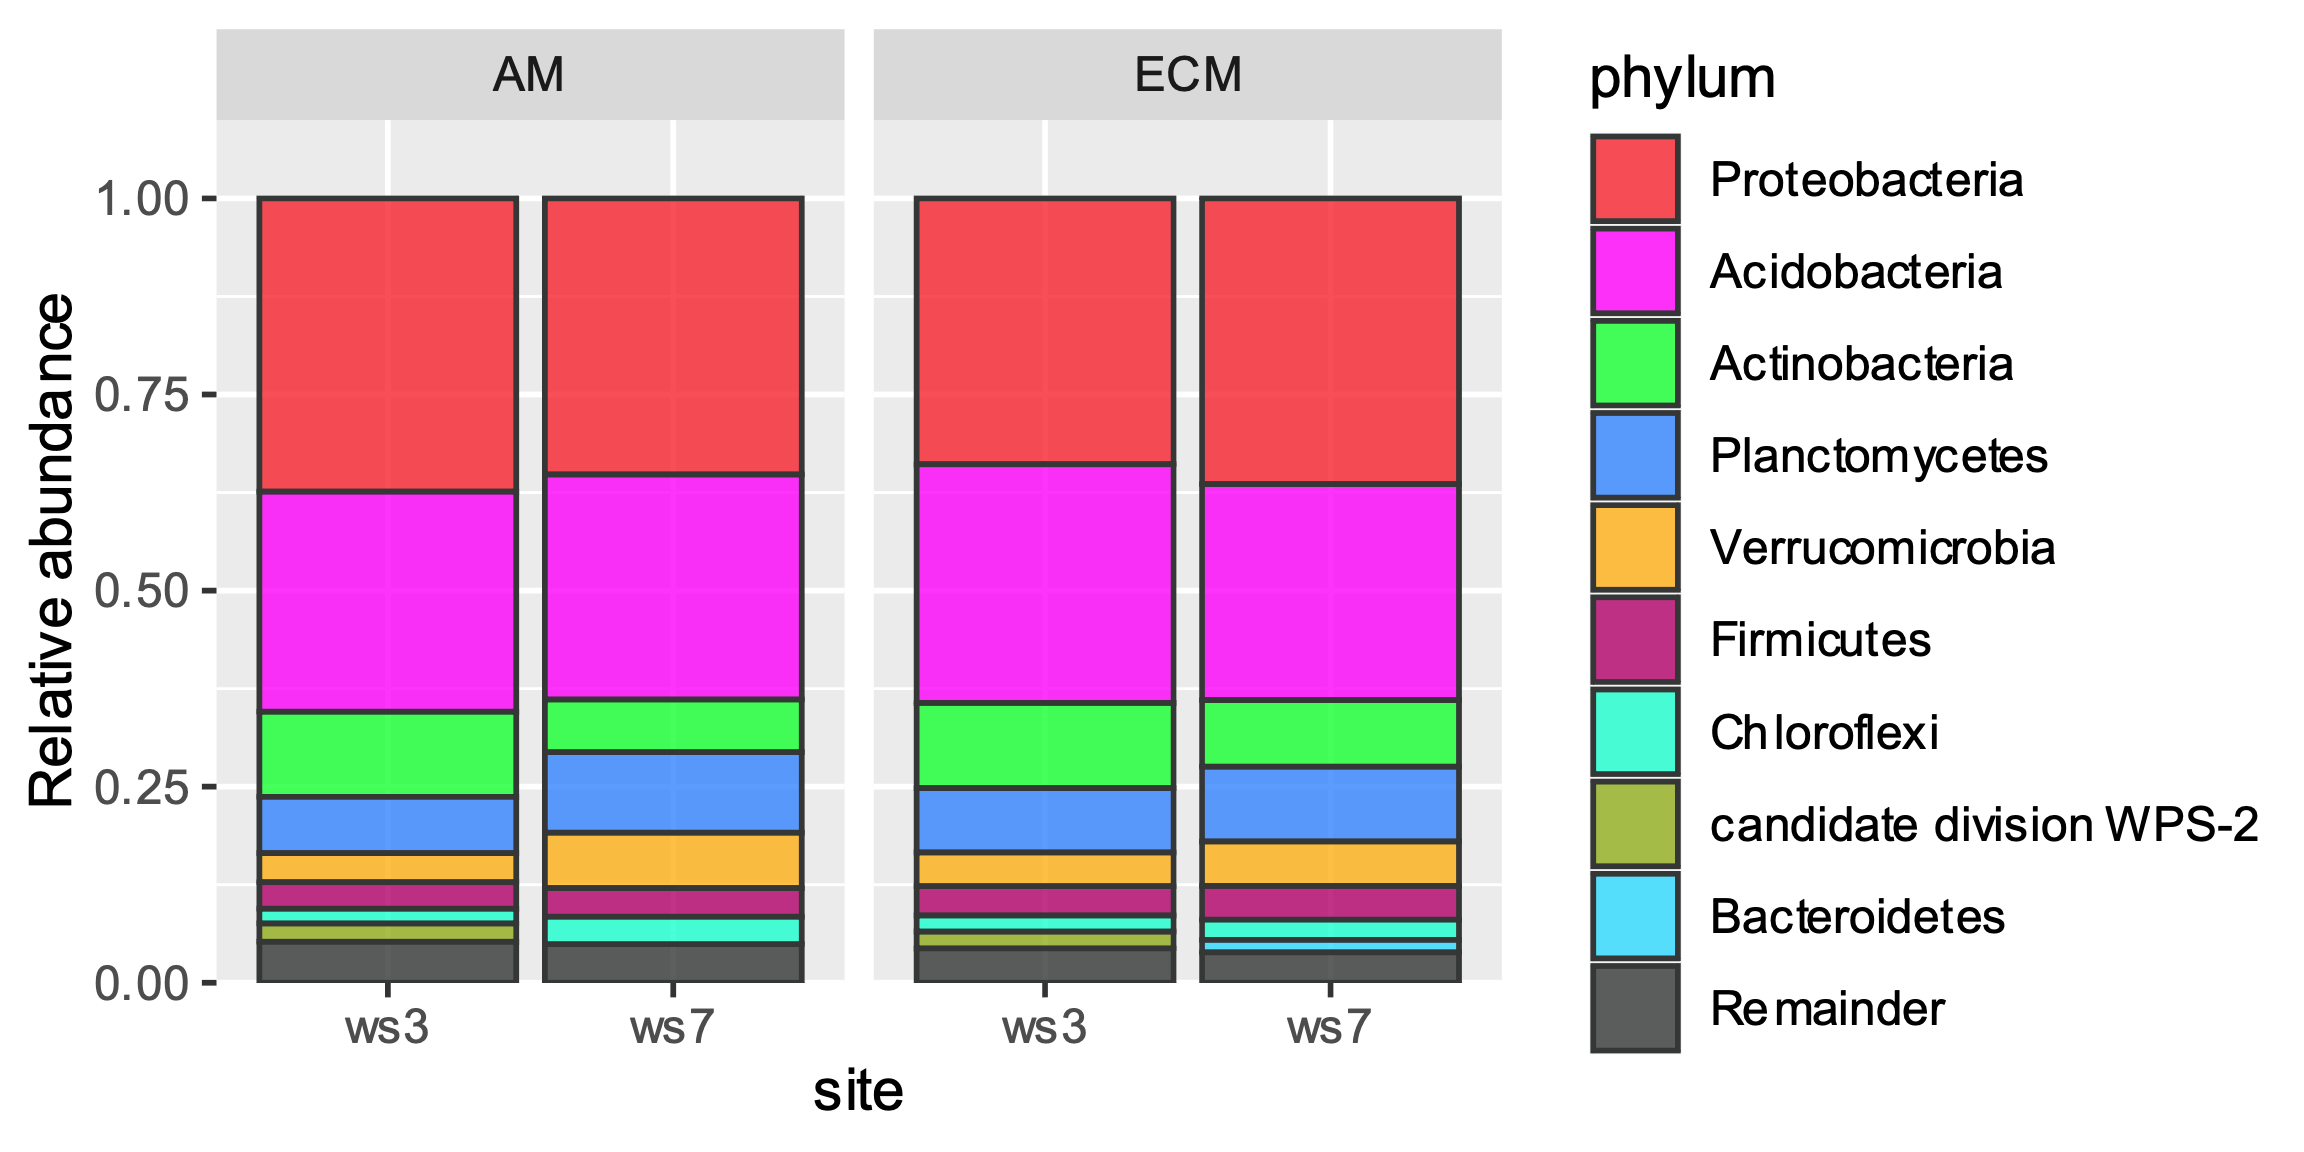 AM
ECM
phylum
Proteobacteria
Acidobacteria
Actinobacteria
Planctomycetes
Verrucomicrobia
Firmicutes
Chloroflexi
candidate division WPS-2
Bacteroidetes
Remainder
Relative abundance
1.00
0.75
0.50
0.25
0.00
ws3
ws7
ws3
ws7
site